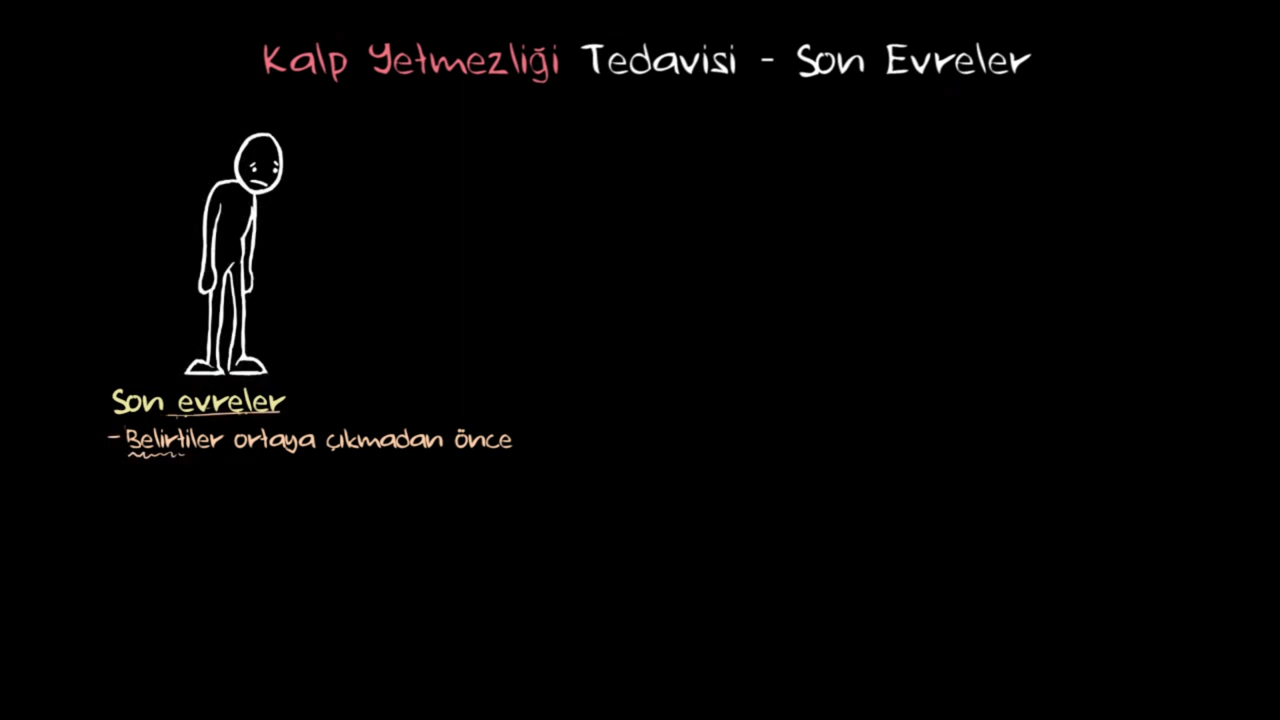 Kalp Yetmezliği Tedavisi - Son Evreler
Son evreler
- Belirtiler ortaya çıkmadan önce